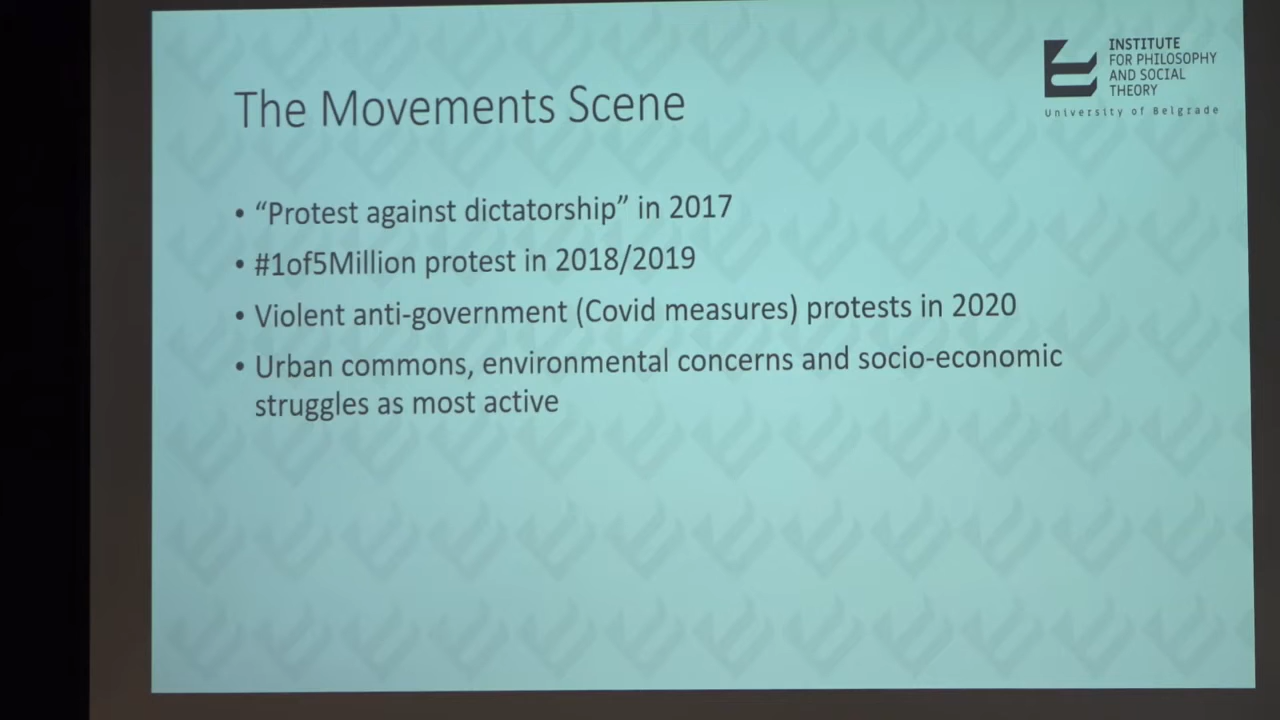 INSTITUTE
FOR PHILOSOPHY
AND SOCIAL
THEORY
University of Belgrade
The Movements Scene
• “Protest against dictatorship” in 2017
• #1of5Million protest in 2018/2019
• Violent anti-government (Covid measures) protests in 2020
• Urban commons, environmental concerns and socio-economic
struggles as most active